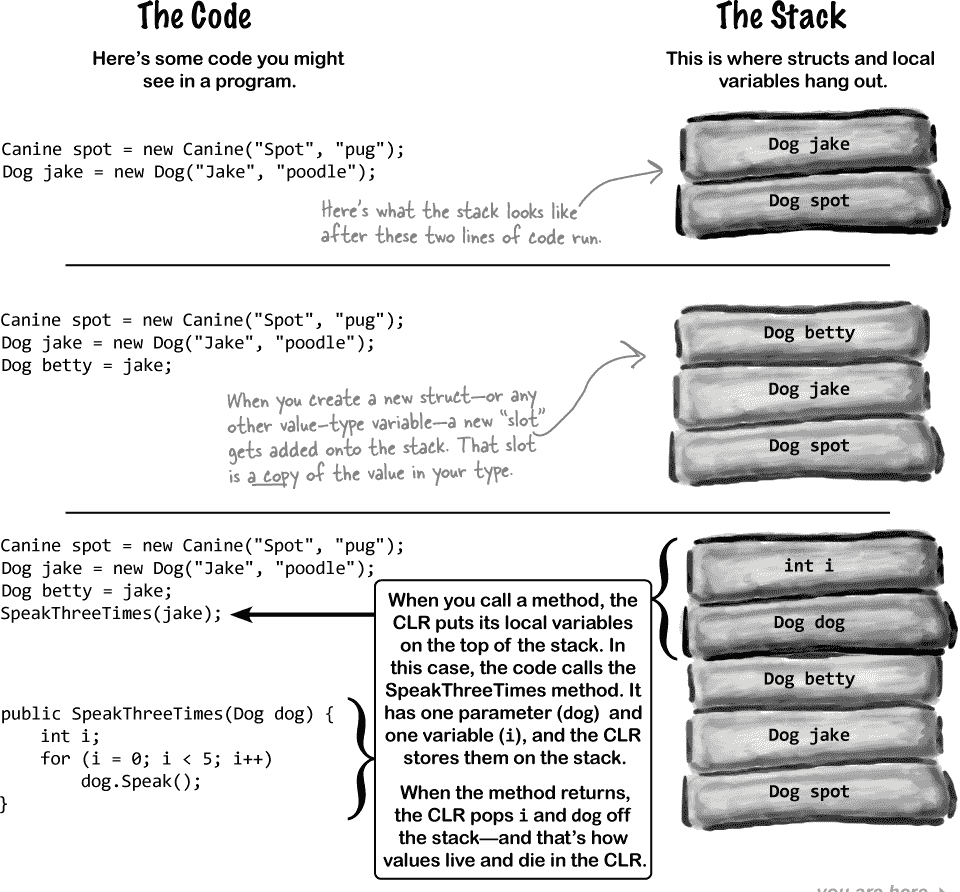 The Code
Here's some code you might
see in a program.
The Stack
This is where structs and local
variables hang out.
Canine spot = new Canine("Spot", "pug");
Dog jake = new Dog("Jake", "poodle");
Here's what the stack looks like
after these two lines of code run.
Dog jake
Dog spot
Canine spot = new Canine("Spot", "pug");
Dog jake = new Dog("Jake", "poodle");
Dog betty = jake;
When you create a new struct—or any
other value-type variable—a new “slot”
gets added onto the stack. That slot
is a copy of the value in your type.
Dog betty
Dog jake
Dog spot
Canine spot = new Canine("Spot", "pug");
Dog jake = new Dog("Jake", "poodle");
Dog betty = jake;
SpeakThreeTimes(jake);
public SpeakThreeTimes(Dog dog) {
int i;
for (i = 0; i < 5; i++)
dog.Speak();
}
When you call a method, the
CLR puts its local variables
on the top of the stack. In
this case, the code calls the
SpeakThreeTimes method. It
has one parameter (dog) and
one variable (i), and the CLR
stores them on the stack.
When the method returns,
the CLR pops i and dog off
the stack—and that's how
values live and die in the CLR.
int i
Dog dog
Dog betty
Dog jake
Dog spot
you are here